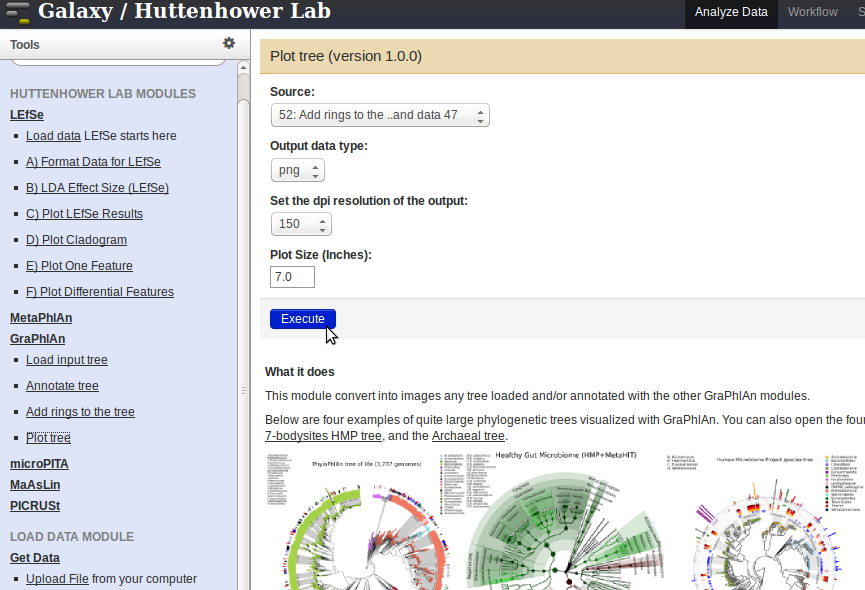 Galaxy / Huttenhower Lab
Analyze Data
Workflow
Tools
HUTTENHOWER LAB MODULES
LEfSe
Load data LEfSe starts here
A) Format Data for LEfSe
B) LDA Effect Size (LEfSe)
C) Plot LEfSe Results
D) Plot Cladogram
E) Plot One Feature
F) Plot Differential Features
MetaPhlAn
GraPhlAn
Load input tree
Annotate tree
Add rings to the tree
Plot tree
microPITA
MaAsLin
PICRUSt
LOAD DATA MODULE
Get Data
Upload File from your computer
Plot tree (version 1.0.0)
Source:
52: Add rings to the ..and data 47
Output data type:
png
Set the dpi resolution of the output:
150
Plot Size (Inches):
7.0
Execute
What it does
This module convert into images any tree loaded and/or annotated with the other GraPhlAn modules.
Below are four examples of quite large phylogenetic trees visualized with GraPhlAn. You can also open the
7-bodysites HMP tree, and the Archaeal tree.
PhyloPhlAn tree of life (3,737 genomes)
Healthy Gut Microbiome (HMP+MetaHIT)
Human Microbiome Project species tree